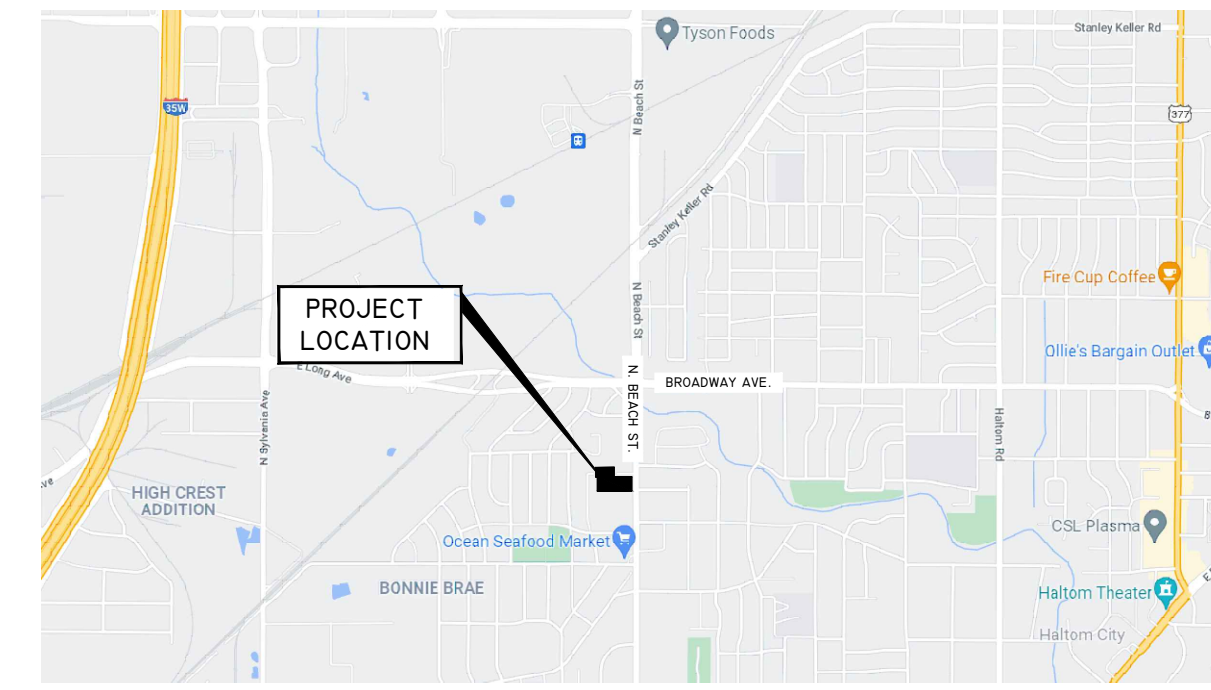 Stanley Keller Rd
Tyson Foods
35W
N Beach St
377
Stanley Keller Rd
Fire Cup Coffee
PROJECT
LOCATION
N Beach St
Ollie's Bargain Outlet
E Long Ave
N. BEACH ST.
BROADWAY AVE.
N Sylvania Ave
Haltom Rd
HIGH CREST
ADDITION
CSL Plasma
Ocean Seafood Market
BONNIE BRAE
Haltom Theater
Haltom City